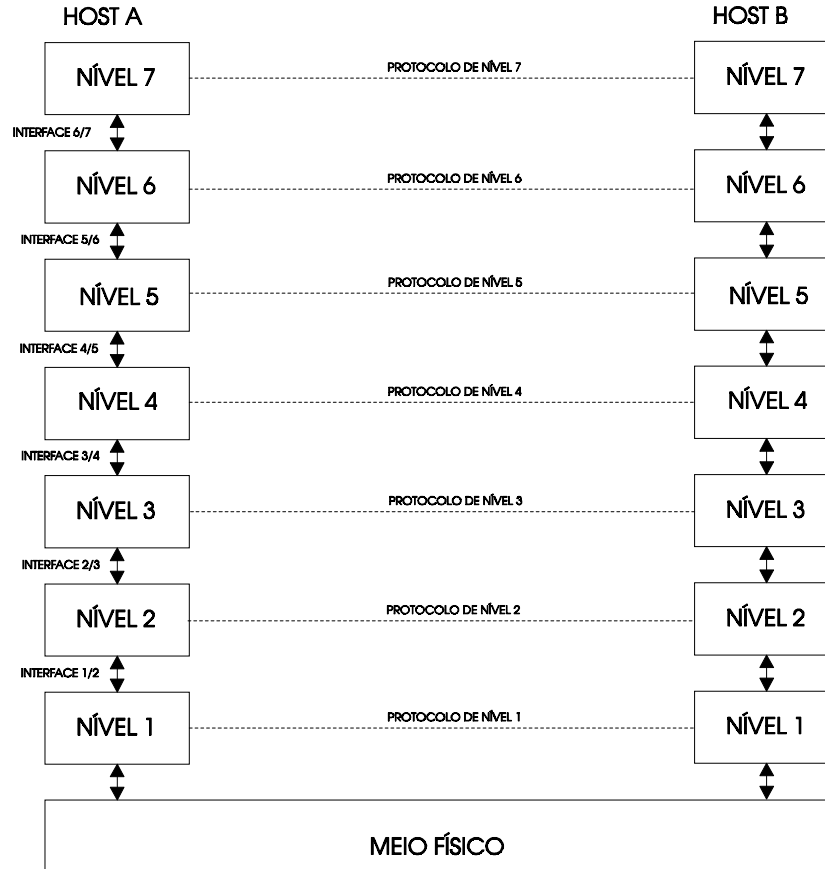 HOST A HOST B
NÍVEL 7 PROTOCOLO DE NÍVEL 7 NÍVEL 7
INTERFACE 6/7
NÍVEL 6 PROTOCOLO DE NÍVEL 6 NÍVEL 6
INTERFACE 5/6
NÍVEL 5 PROTOCOLO DE NÍVEL 5 NÍVEL 5
INTERFACE 4/5
NÍVEL 4 PROTOCOLO DE NÍVEL 4 NÍVEL 4
INTERFACE 3/4
NÍVEL 3 PROTOCOLO DE NÍVEL 3 NÍVEL 3
INTERFACE 2/3
NÍVEL 2 PROTOCOLO DE NÍVEL 2 NÍVEL 2
INTERFACE 1/2
NÍVEL 1 PROTOCOLO DE NÍVEL 1 NÍVEL 1
MEIO FÍSICO